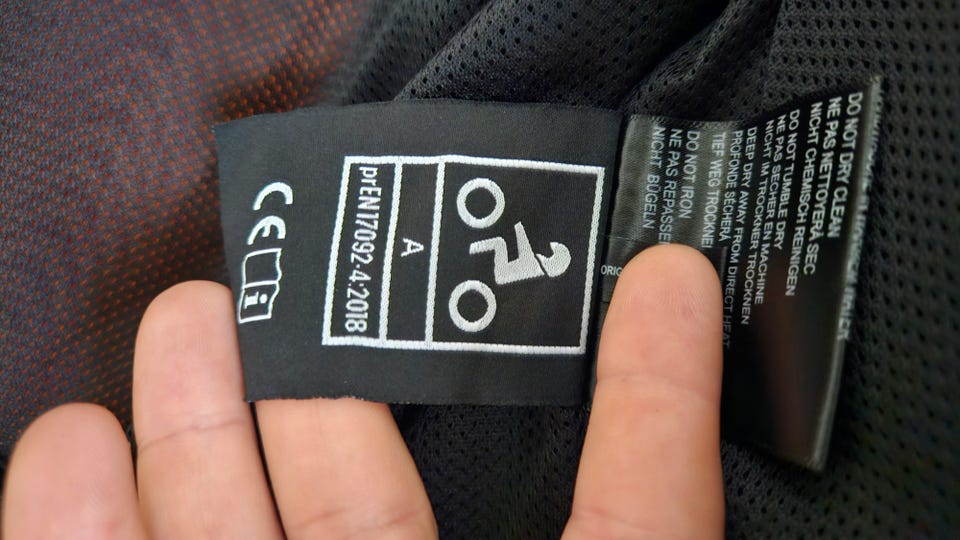 A
prEN17092-4:2018
CE
i
DO NOT DRY CLEAN
NE PAS NETTOYERÁ SEC
NICHT CHEMISCH REINIGEN
DO NOT TUMBLE DRY
NE PAS SECHER EN MACHINE
NICHT IM TROCKNER TROCKNEN
DEEP DRY AWAY FROM DIRECT HEAT
PROFONDE SÉCHERÁ
TIEF WEG TROCKNE
DO NOT IRON
NE PAS REPASSER
NICHT BÜGELN